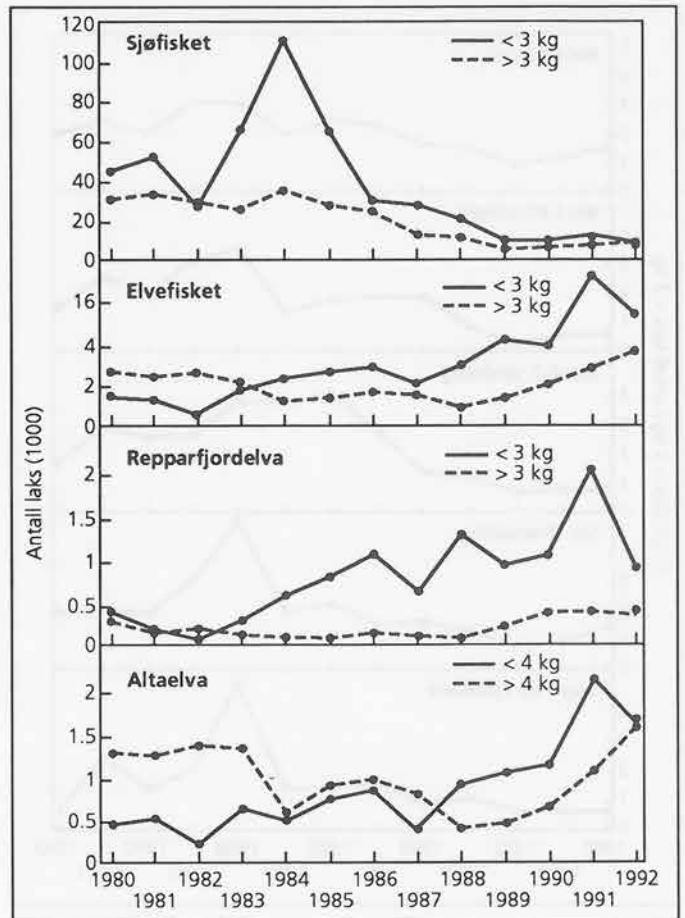 Antall laks (1000)
Sjøfisket
< 3 kg
> 3 kg
120
100
80
60
40
20
0
Elvefisket
< 3 kg
> 3 kg
16
4
2
0
Repparfjordelva
< 3 kg
> 3 kg
2
1.5
1
0.5
0
Altaelva
< 4 kg
> 4 kg
2
1.5
1
0.5
0
1980 1982 1984 1986 1988 1990 1992
1981 1983 1985 1987 1989 1991